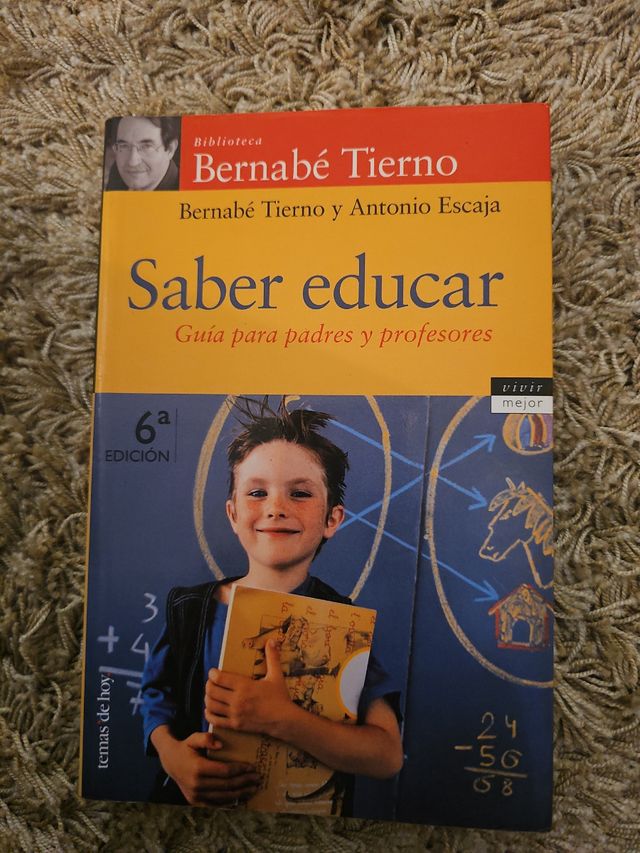 Biblioteca
Bernabé Tierno
Bernabé Tierno y Antonio Escaja
Saber educar
Guía para padres y profesores
vivir
mejor
6ª
EDICIÓN
3
+ 4
temas de hoy
24
- 56
68